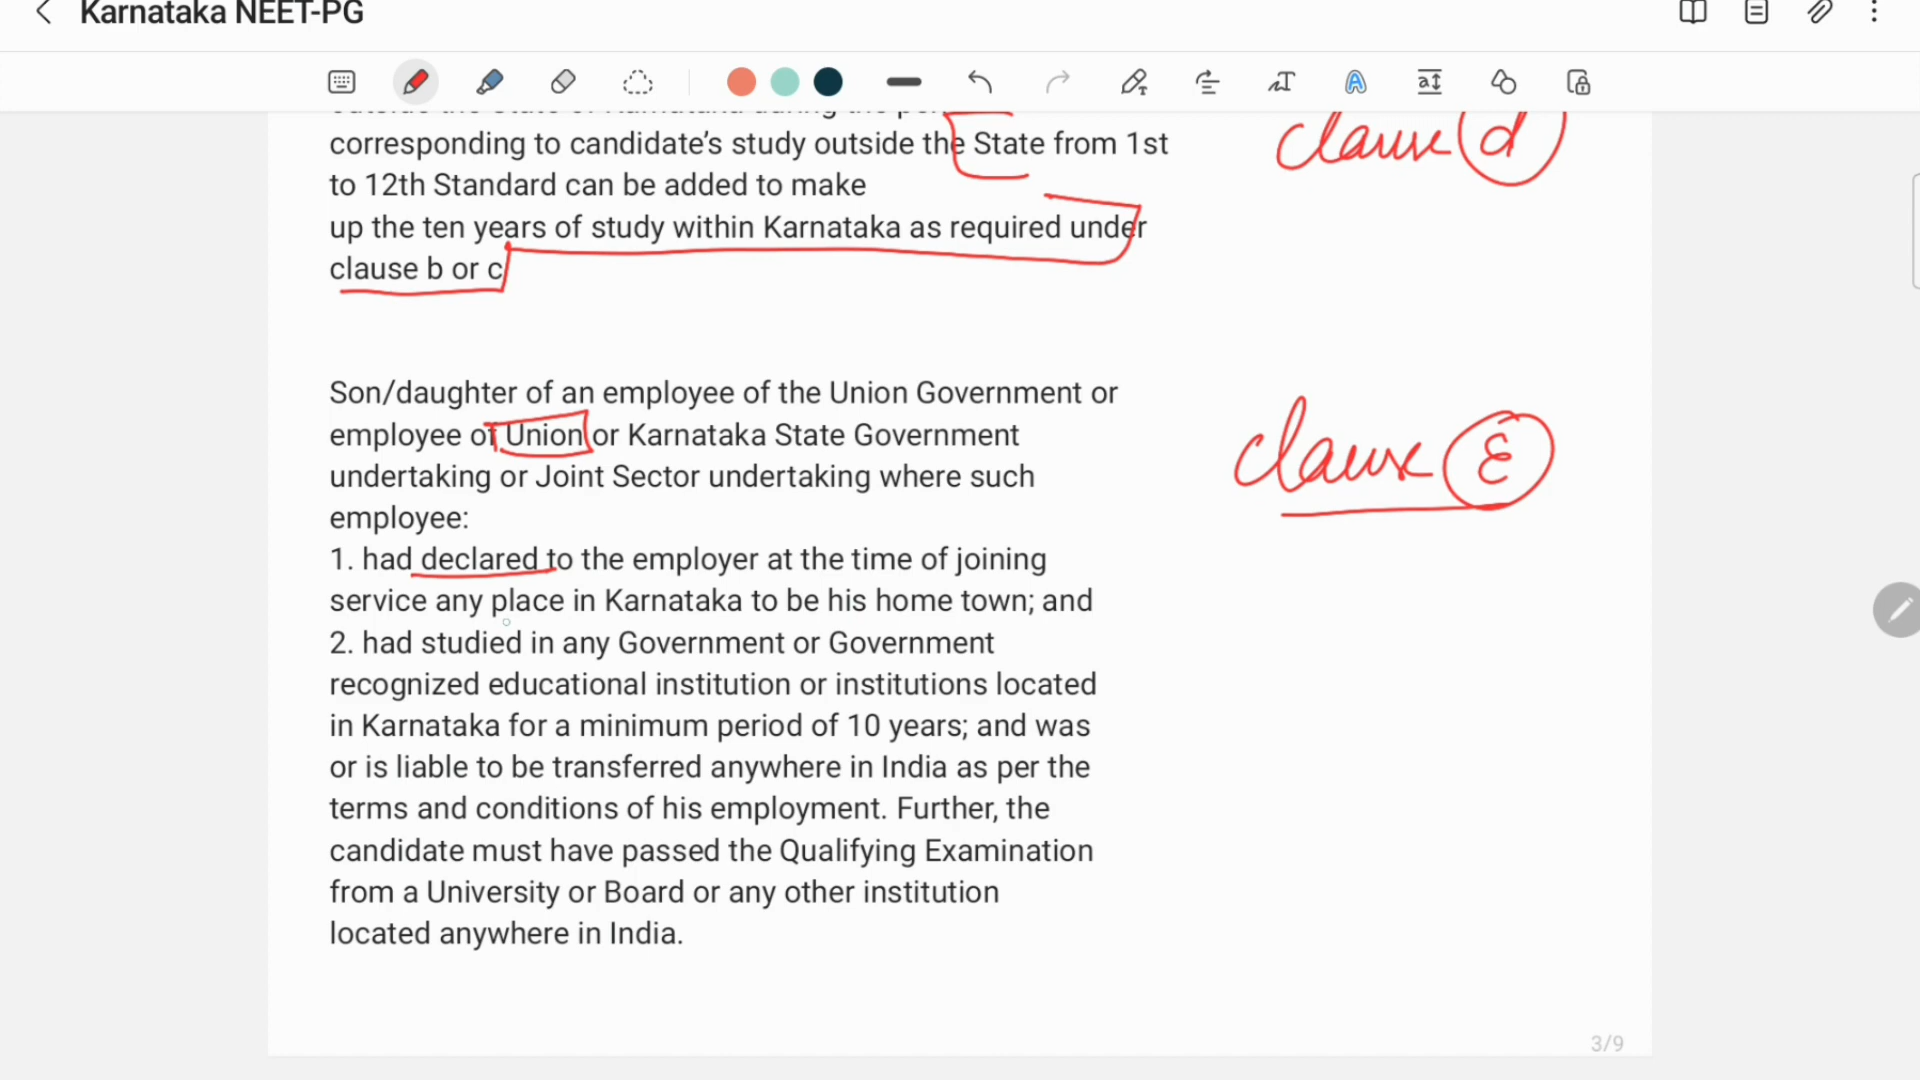 Karnataka NEET-PG
outside the State of Karnataka during the
corresponding to candidate's study outside the State from 1st
to 12th Standard can be added to make
up the ten years of study within Karnataka as required under
clause b or c
clause d
Son/daughter of an employee of the Union Government or
employee of Union or Karnataka State Government
undertaking or Joint Sector undertaking where such
employee:
1. had declared to the employer at the time of joining
service any place in Karnataka to be his home town; and
2. had studied in any Government or Government
recognized educational institution or institutions located
in Karnataka for a minimum period of 10 years; and was
or is liable to be transferred anywhere in India as per the
terms and conditions of his employment. Further, the
candidate must have passed the Qualifying Examination
from a University or Board or any other institution
located anywhere in India.
clause E
3/9